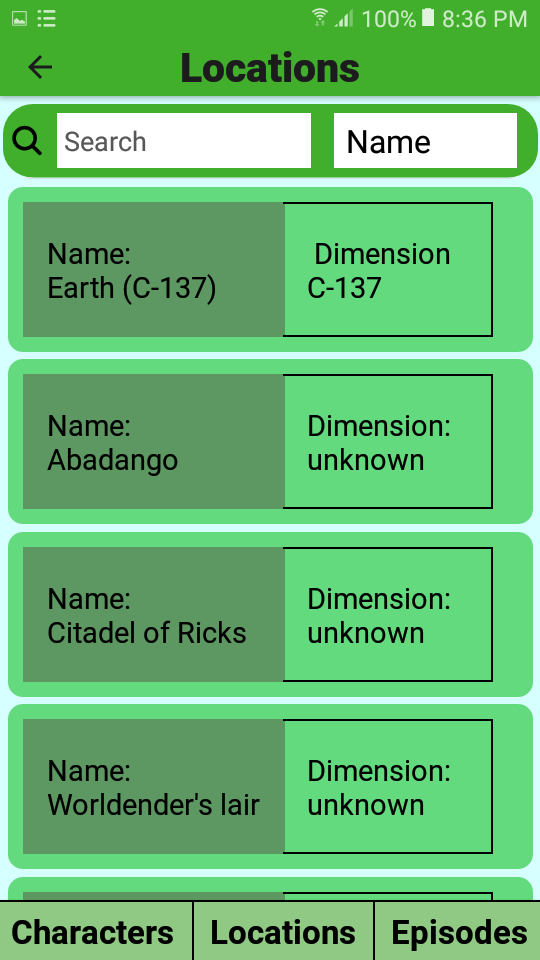 100% 8:36 PM
Locations
Search
Name
Name:
Earth (C-137)
Dimension
C-137
Name:
Abadango
Dimension:
unknown
Name:
Citadel of Ricks
Dimension:
unknown
Name:
Worldender's lair
Dimension:
unknown
Characters Locations Episodes